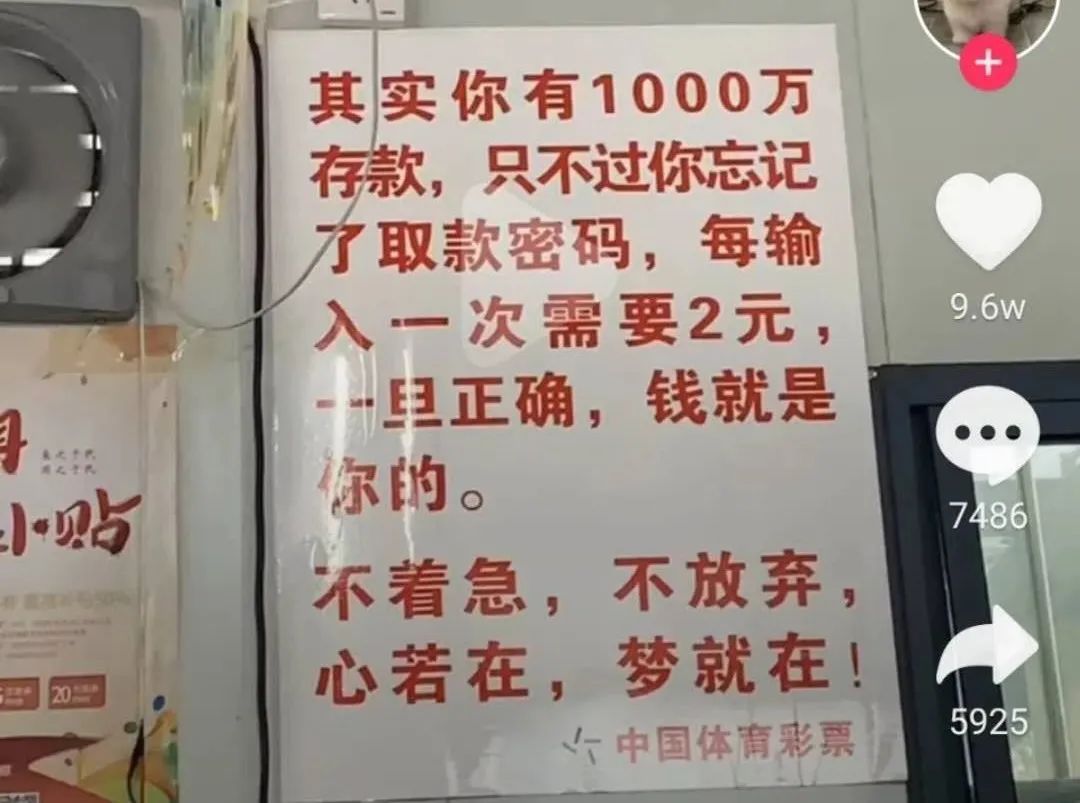 其实你有1000万
存款，只不过你忘记
了取款密码，每输
入一次需要2元，
一旦正确，钱就是
你的。
不着急，不放弃，
心若在，梦就在！
中国体育彩票
小贴
20
9.6w
7486
5925